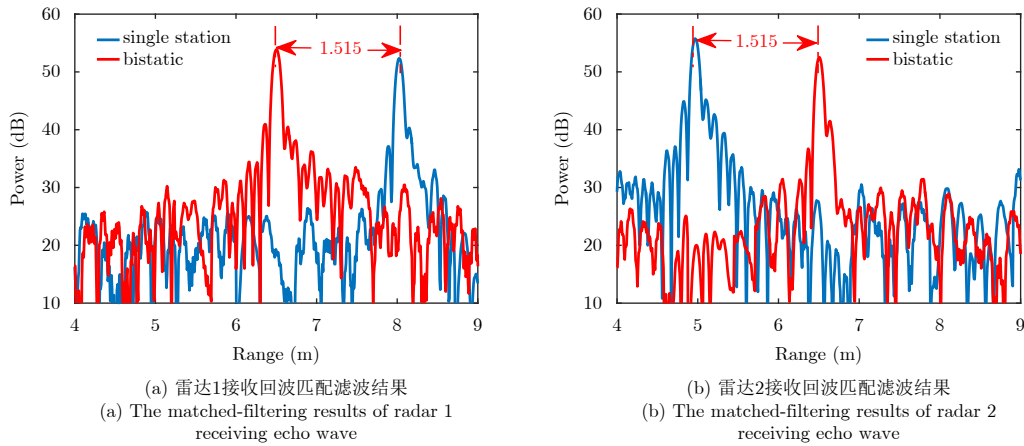 60
50
40
30
20
10
4 5 6 7 8 9
Power (dB)
Range (m)
single station
bistatic
1.515
(a) 雷达1接收回波匹配滤波结果
(a) The matched-filtering results of radar 1
receiving echo wave
60
50
40
30
20
10
4 5 6 7 8 9
Power (dB)
Range (m)
single station
bistatic
1.515
(b) 雷达2接收回波匹配滤波结果
(b) The matched-filtering results of radar 2
receiving echo wave